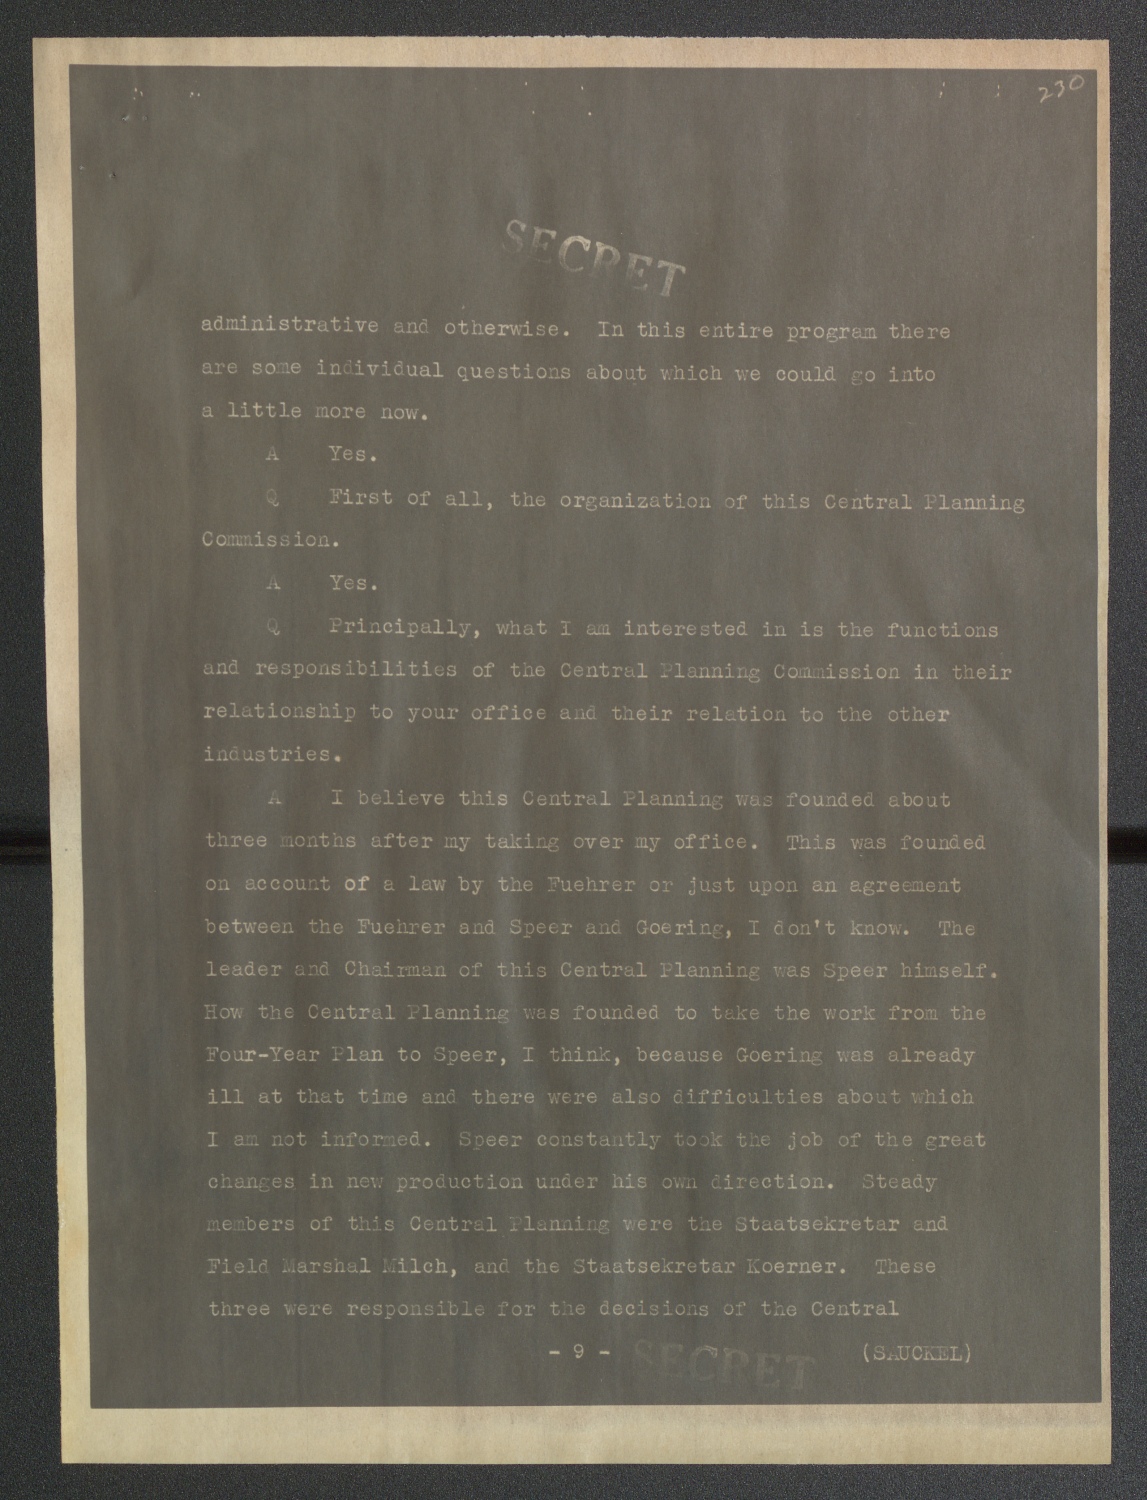 230
SECRET
administrative and otherwise. In this entire program there
are some individual questions about which we could go into
a little more now.
A Yes.
Q First of all, the organization of this Central Planning
Commission.
A Yes.
Q Principally, what I am interested in is the functions
and responsibilities of the Central Planning Commission in their
relationship to your office and their relation to the other
industries.
A I believe this Central Planning was founded about
three months after my taking over my office. This was founded
on account of a law by the Fuehrer or just upon an agreement
between the Fuehrer and Speer and Goering, I don't know. The
leader and Chairman of this Central Planning was Speer himself.
How the Central Planning was founded to take the work from the
Four-Year Plan to Speer, I think, because Goering was already
ill at that time and there were also difficulties about which
I am not informed. Speer constantly took the job of the great
changes in new production under his own direction. Steady
members of this Central Planning were the Staatsekretar and
Field Marshal Milch, and the Staatsekretar Koerner. These
three were responsible for the decisions of the Central
- 9 - SECRET (SAUCKEL)